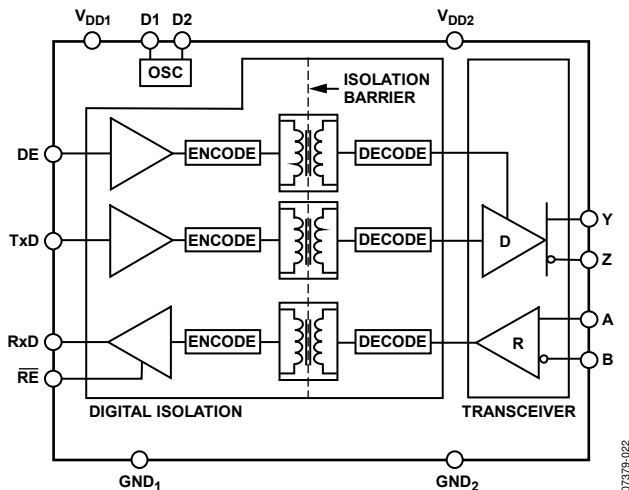 VDD1 D1 D2 VDD2
OSC
ISOLATION
BARRIER
DE ENCODE DECODE
TxD ENCODE DECODE D Y
Z
RxD ENCODE DECODE R A
B
RE
DIGITAL ISOLATION TRANSCEIVER
GND1 GND2
07379-022